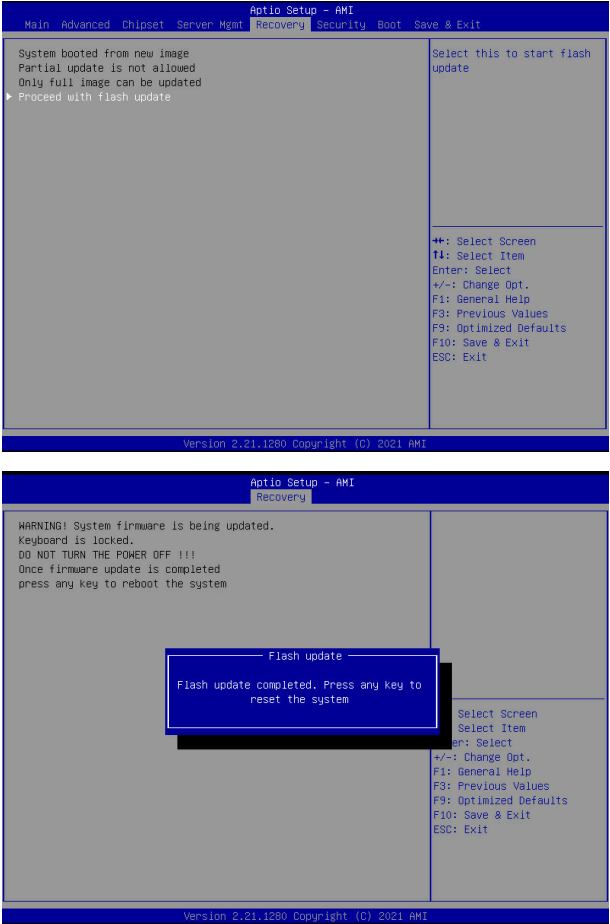 Aptio Setup – AMI
Main Advanced Chipset Server Mgmt Recovery Security Boot Save & Exit
System booted from new image
Partial update is not allowed
Only full image can be updated
Proceed with flash update
Select this to start flash
update
→←: Select Screen
↑↓: Select Item
Enter: Select
+/-: Change Opt.
F1: General Help
F3: Previous Values
F9: Optimized Defaults
F10: Save & Exit
ESC: Exit
Version 2.21.1280 Copyright (C) 2021 AMI
Aptio Setup – AMI
Recovery
WARNING! System firmware is being updated.
Keyboard is locked.
DO NOT TURN THE POWER OFF !!!
Once firmware update is completed
press any key to reboot the system
Flash update
Flash update completed. Press any key to
reset the system
Select Screen
Select Item
er: Select
+/-: Change Opt.
F1: General Help
F3: Previous Values
F9: Optimized Defaults
F10: Save & Exit
ESC: Exit
Version 2.21.1280 Copyright (C) 2021 AMI